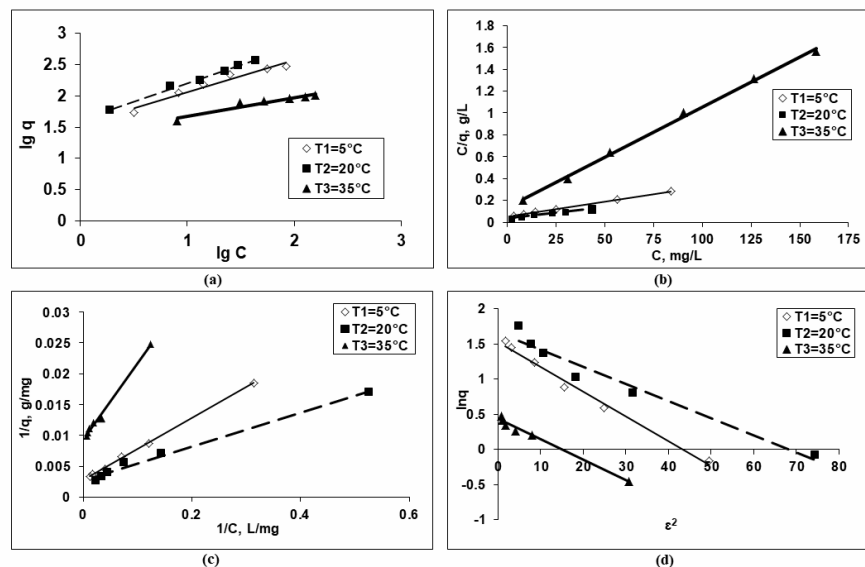 3
2.5
2
1.5
1
0.5
0
0
1
2
3
lg q
lg C
T1=5°C
T2=20°C
T3=35°C
(a)
1.8
1.6
1.4
1.2
1
0.8
0.6
0.4
0.2
0
0
25
50
75
100
125
150
175
C/q, g/L
C, mg/L
T1=5°C
T2=20°C
T3=35°C
(b)
0.03
0.025
0.02
0.015
0.01
0.005
0
0
0.2
0.4
0.6
1/q, g/mg
1/C, L/mg
T1=5°C
T2=20°C
T3=35°C
(c)
2
1.5
1
0.5
0
-0.5
-1
0
10
20
30
40
50
60
70
80
lnq
ε²
T1=5°C
T2=20°C
T3=35°C
(d)